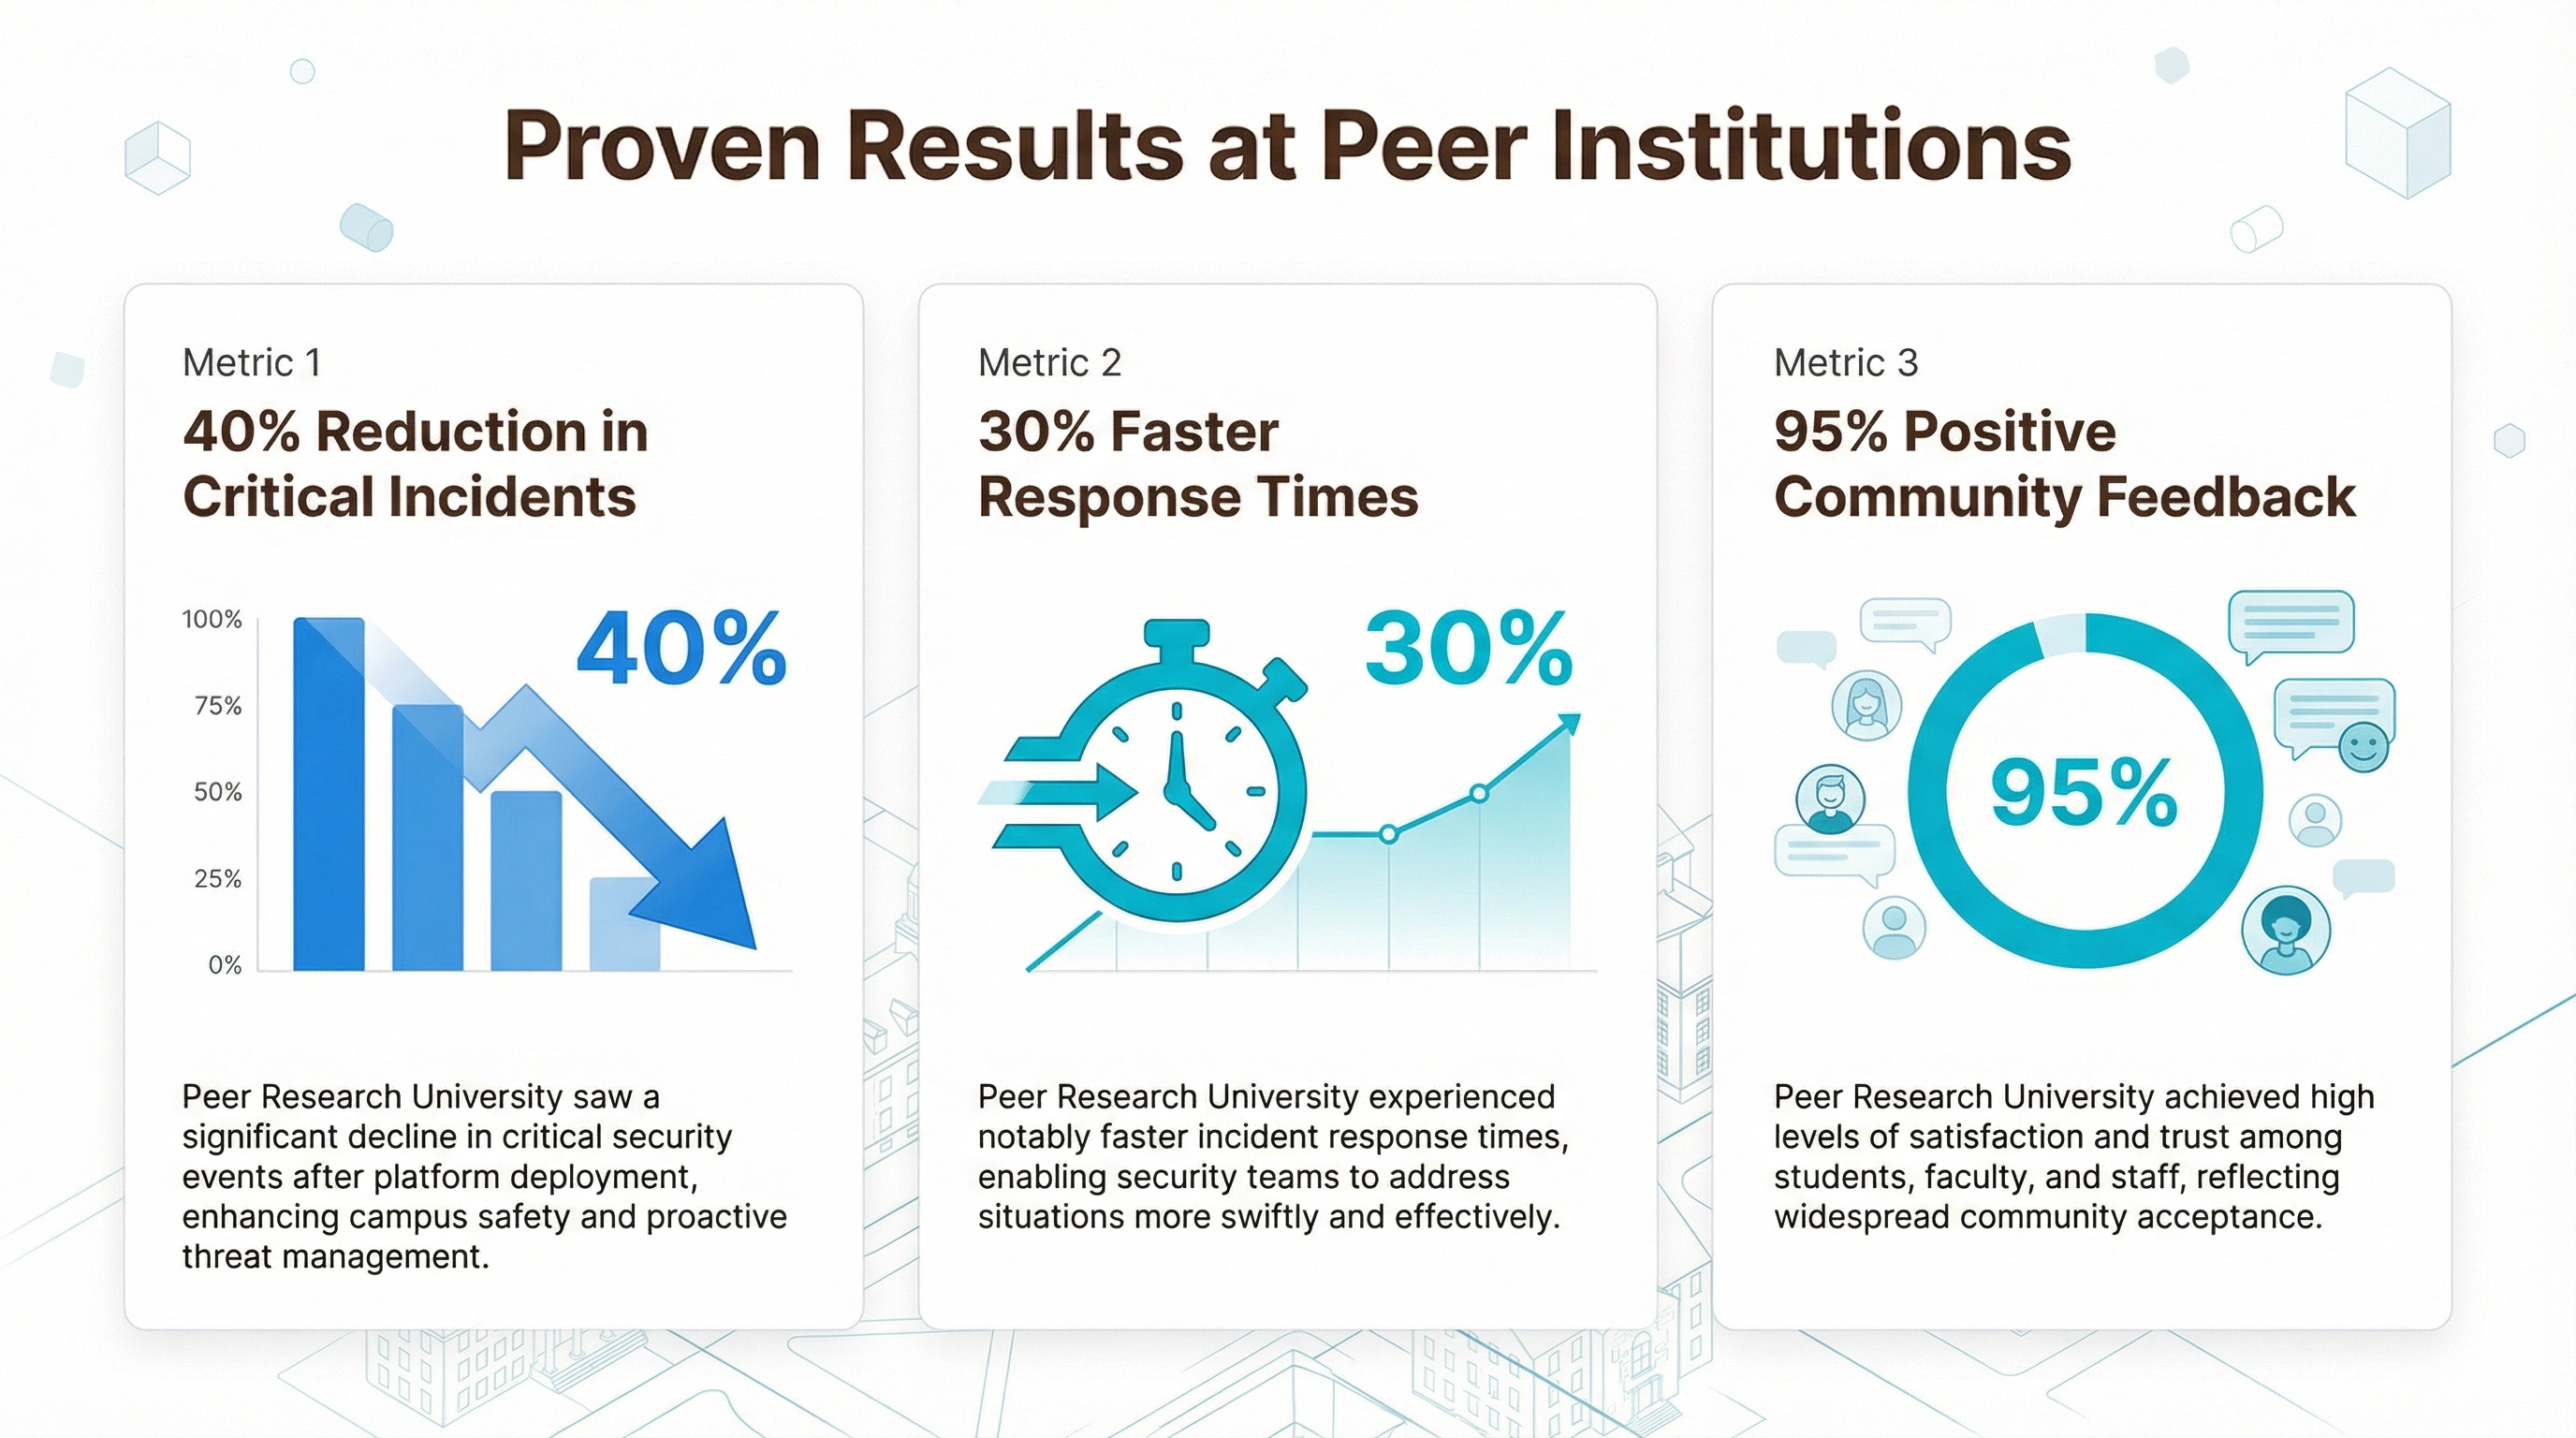 Proven Results at Peer Institutions
Metric 1
40% Reduction in
Critical Incidents
100%
75%
50%
25%
0%
40%
Peer Research University saw a
significant decline in critical security
events after platform deployment,
enhancing campus safety and proactive
threat management.
Metric 2
30% Faster
Response Times
30%
Peer Research University experienced
notably faster incident response times,
enabling security teams to address
situations more swiftly and effectively.
Metric 3
95% Positive
Community Feedback
95%
Peer Research University achieved high
levels of satisfaction and trust among
students, faculty, and staff, reflecting
widespread community acceptance.